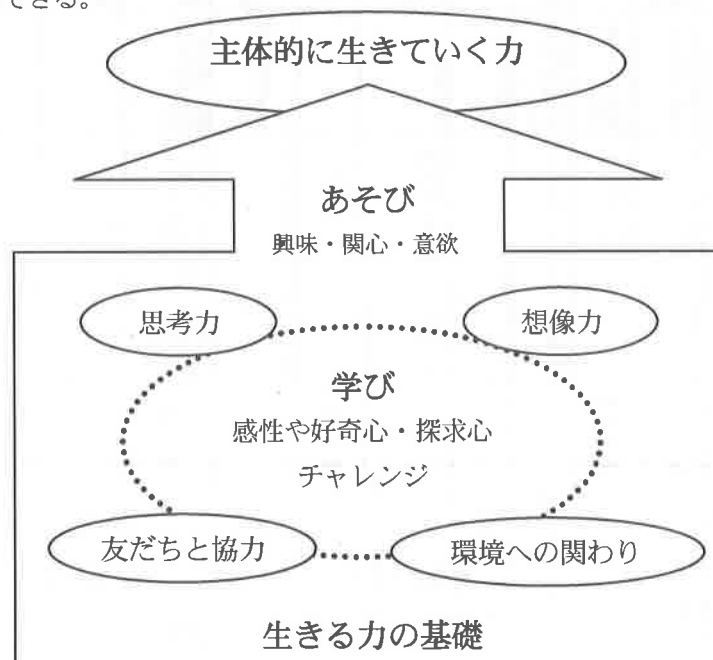 できる。
主体的に生きていく力
あそび
興味・関心・意欲
思考力
想像力
学び
感性や好奇心・探求心
チャレンジ
友だちと協力
環境への関わり
生きる力の基礎